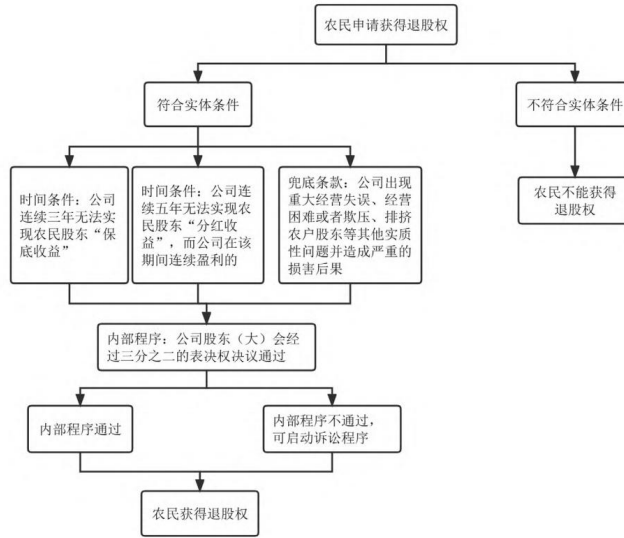 农民申请获得退股权
符合实体条件
不符合实体条件
时间条件：公司
连续三年无法实
现农民股东“保
底收益”
时间条件：公司连
续五年无法实现农
民股东“分红收
益”，而公司在该
期间连续盈利的
兜底条款：公司出现
重大经营失误、经营
困难或者欺压、排挤
农户股东等其他实质
性问题并造成严重的
损害后果
农民不能获得
退股权
内部程序：公司股东（大）会经
过三分之二的表决权决议通过
内部程序通过
内部程序不通过，
可启动诉讼程序
农民获得退股权